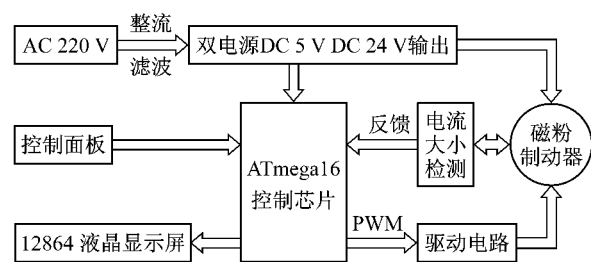 AC 220 V
整流
滤波
双电源DC 5 V DC 24 V输出
控制面板
ATmega16
控制芯片
反馈
电流
大小
检测
磁粉
制动器
12864 液晶显示屏
PWM
驱动电路